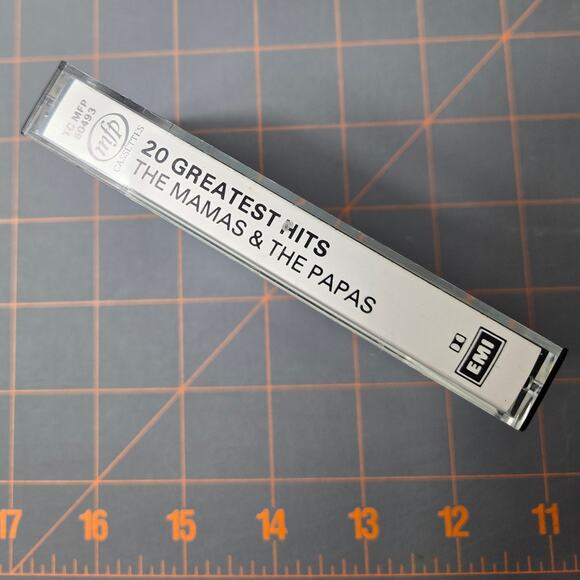 TC MFP
50493
mfp
CASSETTES
20 GREATEST HITS
THE MAMAS & THE PAPAS
EMI
17 16 15 14 13 12 11